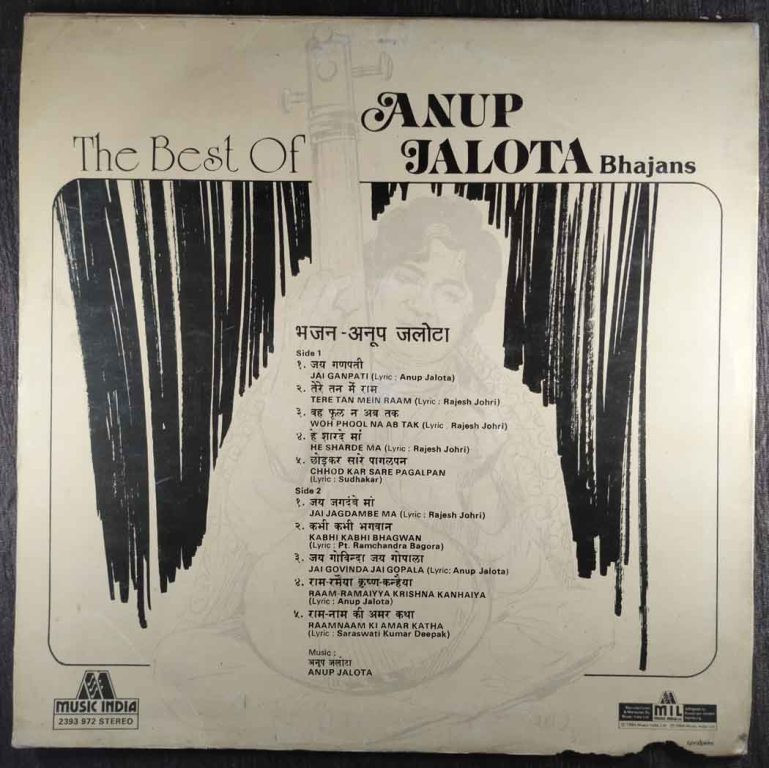 The Best Of ANUP
JALOTA Bhajans
भजन - अनूप जलोटा
Side 1
१. जय गणपती
JAI GANPATI (Lyric : Anup Jalota)
२. तेरे तन में राम
TERE TAN MEIN RAAM (Lyric : Rajesh Johri)
३. वह फूल न अब तक
WOH PHOOL NA AB TAK (Lyric : Rajesh Johri)
४. हे शारदे मां
HE SHARDE MA (Lyric : Rajesh Johri)
५. छोड़कर सारे पागलपन
CHHOD KAR SARE PAGALPAN
(Lyric : Sudhakar)
Side 2
१. जय जगदंबे मां
JAI JAGDAMBE MA (Lyric : Rajesh Johri)
२. कभी कभी भगवान
KABHI KABHI BHAGWAN
(Lyric : Pt. Ramchandra Bagora)
३. जय गोविन्दा जय गोपाला
JAI GOVINDA JAI GOPALA (Lyric: Anup Jalota)
४. राम-रमैया कृष्ण-कन्हैया
RAAM-RAMAIYYA KRISHNA KANHAIYA
(Lyric : Anup Jalota)
५. राम-नाम की अमर कथा
RAAMNAAM KI AMAR KATHA
(Lyric : Saraswati Kumar Deepak)
Music :
अनूप जलोटा
ANUP JALOTA
MUSIC INDIA
2393 972 STEREO
MIL